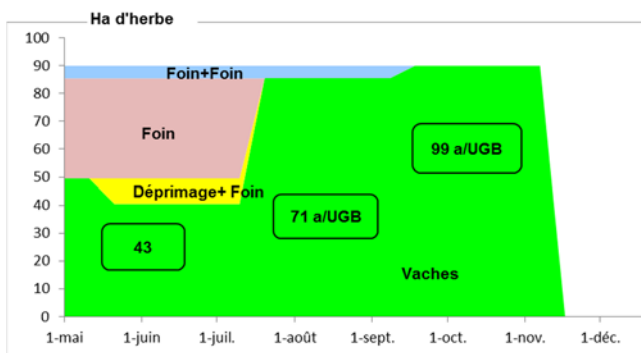 Ha d'herbe
100
90
80
70
60
50
40
30
20
10
0
Foin+Foin
Foin
Déprimage+ Foin
43
71 a/UGB
99 a/UGB
Vaches
1-mai
1-juin
1-juil.
1-août
1-sept.
1-oct.
1-nov.
1-déc.